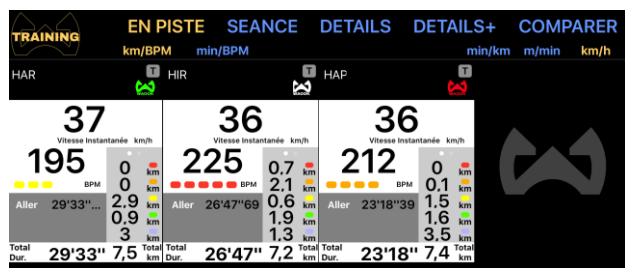 TRAINING
EN PISTE SEANCE DETAILS DETAILS+ COMPARER
km/BPM min/BPM min/km m/min km/h
HAR T
37
Vitesse Instantanée km/h
195 BPM
0 km
0 km
2.9 km
0.9 km
3 km
Aller 29'33"...
Total Dur. 29'33" 7,5 Total km
HIR T
36
Vitesse Instantanée km/h
225 BPM
0.7 km
2.1 km
0.6 km
1.9 km
1.3 km
Aller 26'47"69
Total Dur. 26'47" 7,2 Total km
HAP T
36
Vitesse Instantanée km/h
212 BPM
0 km
0.1 km
1.5 km
1.6 km
3.5 km
Aller 23'18"39
Total Dur. 23'18" 7,4 Total km